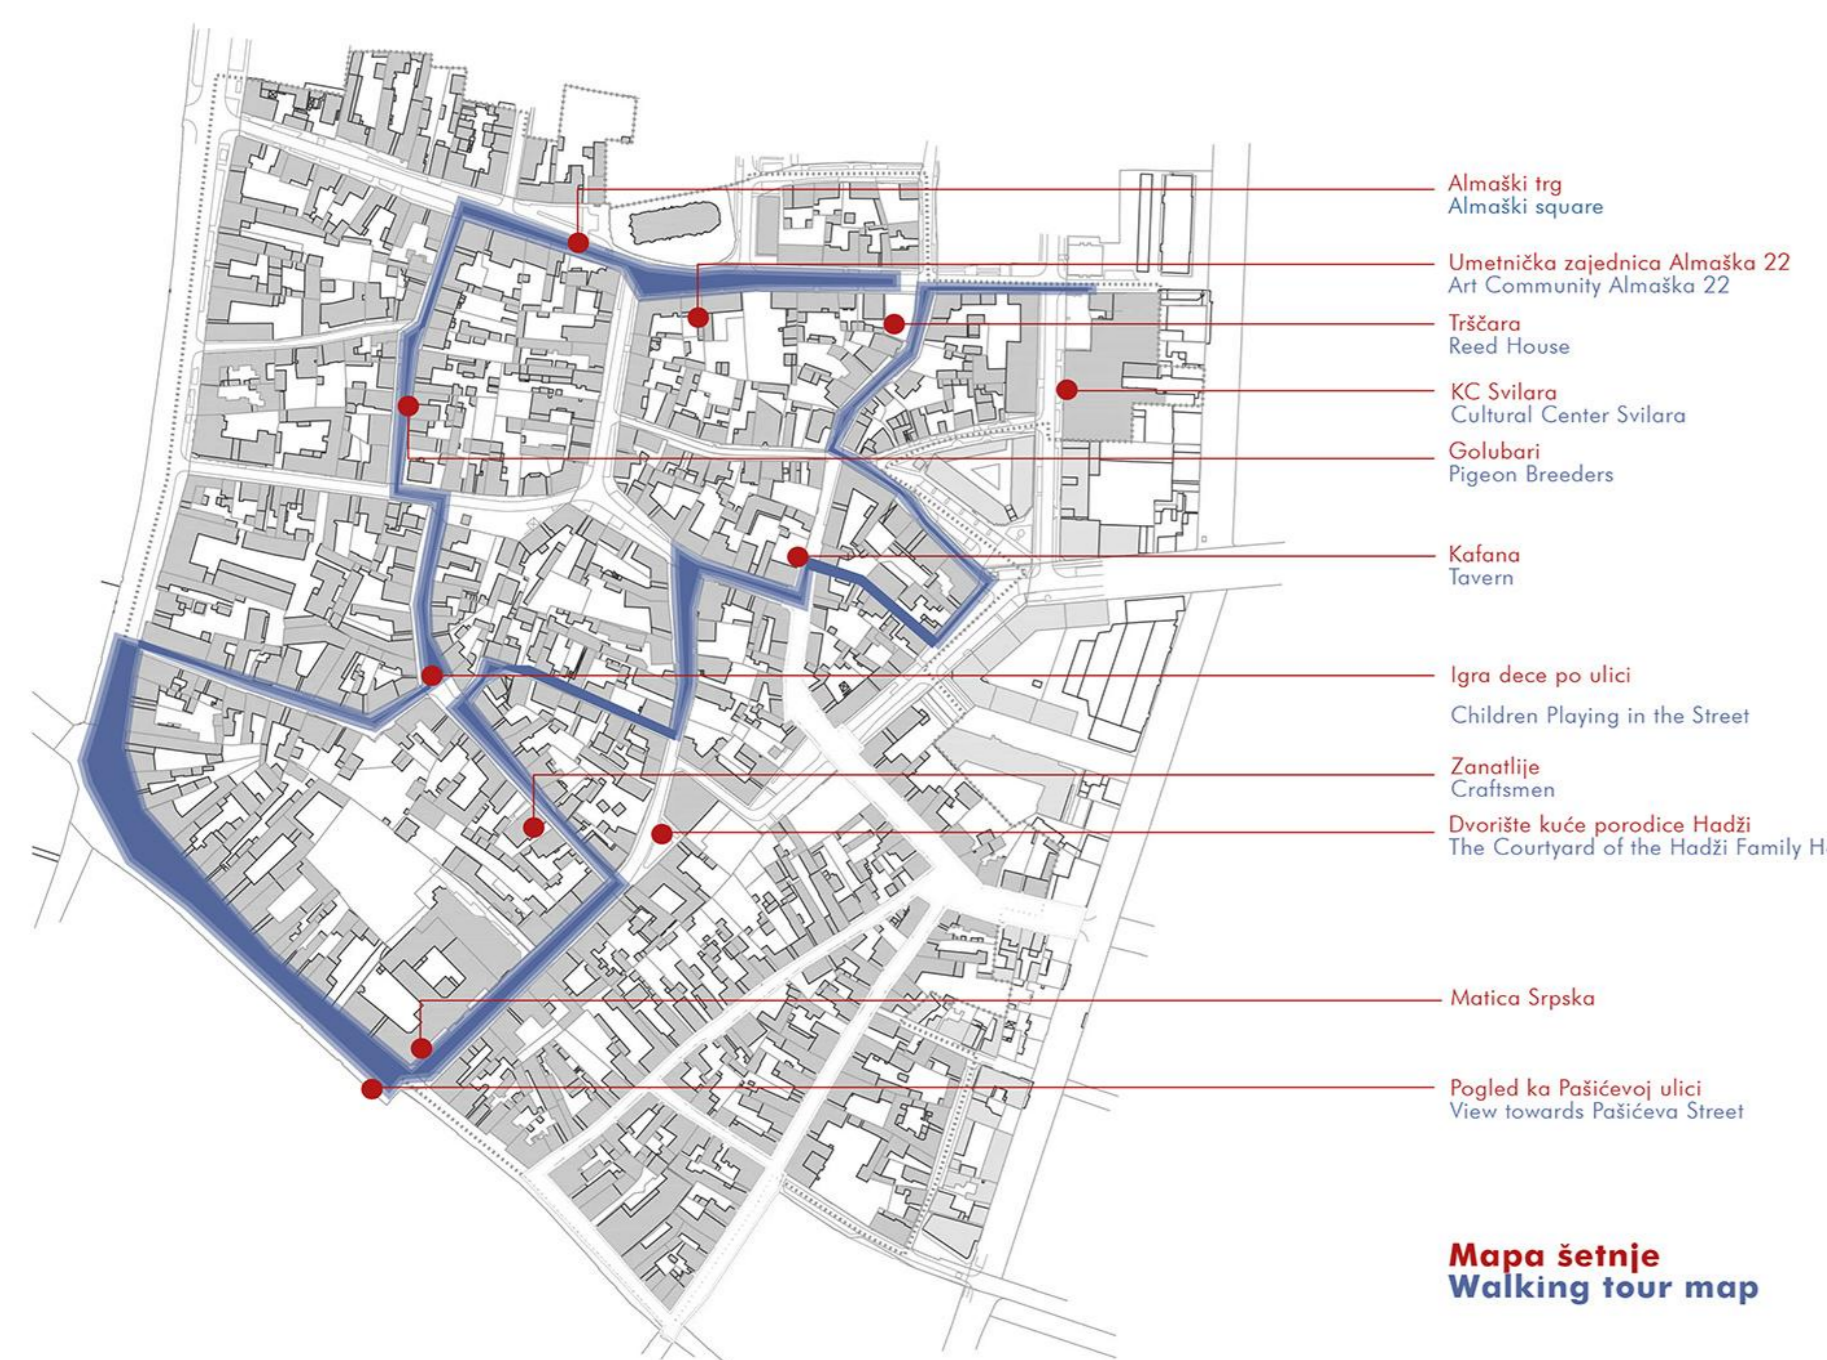 Almaški trg
Almaški square
Umetnička zajednica Almaška 22
Art Community Almaška 22
Trščara
Reed House
KC Svilara
Cultural Center Svilara
Golubari
Pigeon Breeders
Kafana
Tavern
Igra dece po ulici
Children Playing in the Street
Zanatlije
Craftsmen
Dvorište kuće porodice Hadži
The Courtyard of the Hadži Family H
Matica Srpska
Pogled ka Pašićevoj ulici
View towards Pašićeva Street
Mapa šetnje
Walking tour map